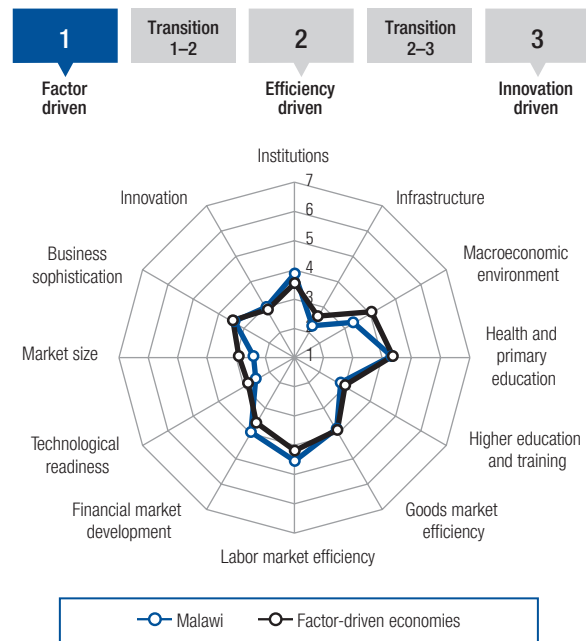 1
Transition
1–2
2
Transition
2–3
3
Factor
driven
Efficiency
driven
Innovation
driven
Institutions
7
Innovation
Infrastructure
6
5
Business
sophistication
Macroeconomic
environment
4
3
Market size
Health and
primary
education
2
1
Technological
readiness
Higher education
and training
Financial market
development
Goods market
efficiency
Labor market efficiency
Malawi
Factor-driven economies